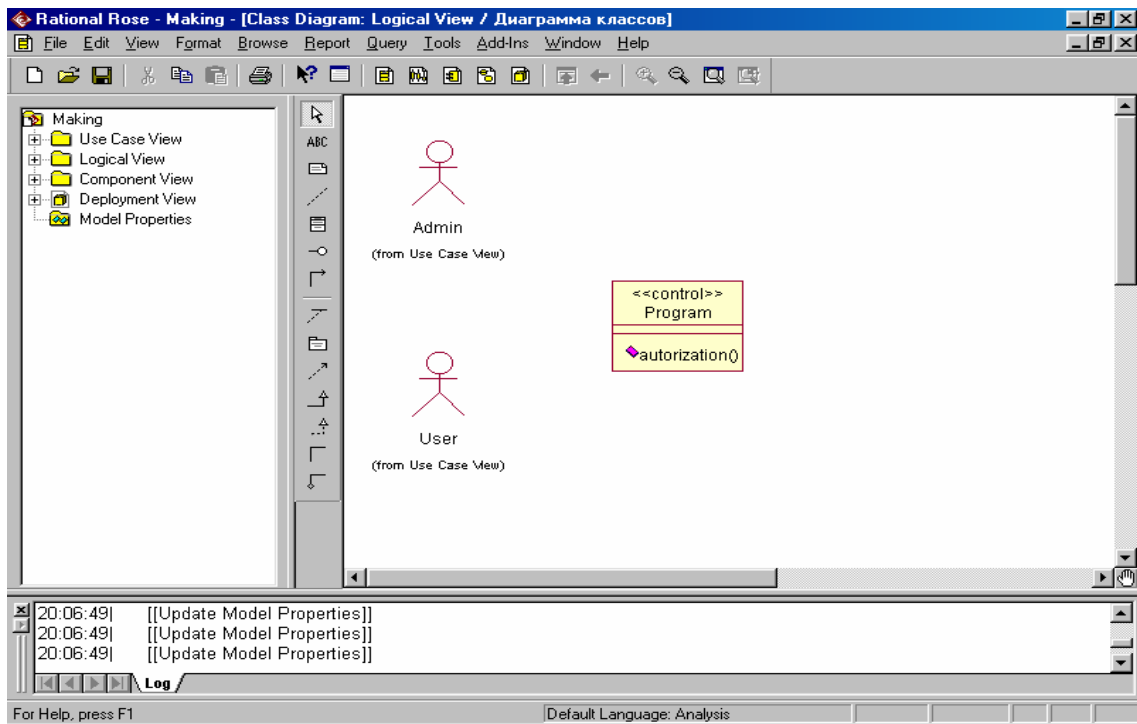 Rational Rose - Making - [Class Diagram: Logical View / Диаграмма классов]
File Edit View Format Browse Report Query Tools Add-Ins Window Help
Making
Use Case View
Logical View
Component View
Deployment View
Model Properties
ABC
Admin
(from Use Case View)
<<control>>
Program
autorization()
User
(from Use Case View)
20:06:49| [[Update Model Properties]]
20:06:49| [[Update Model Properties]]
20:06:49| [[Update Model Properties]]
Log
For Help, press F1
Default Language: Analysis